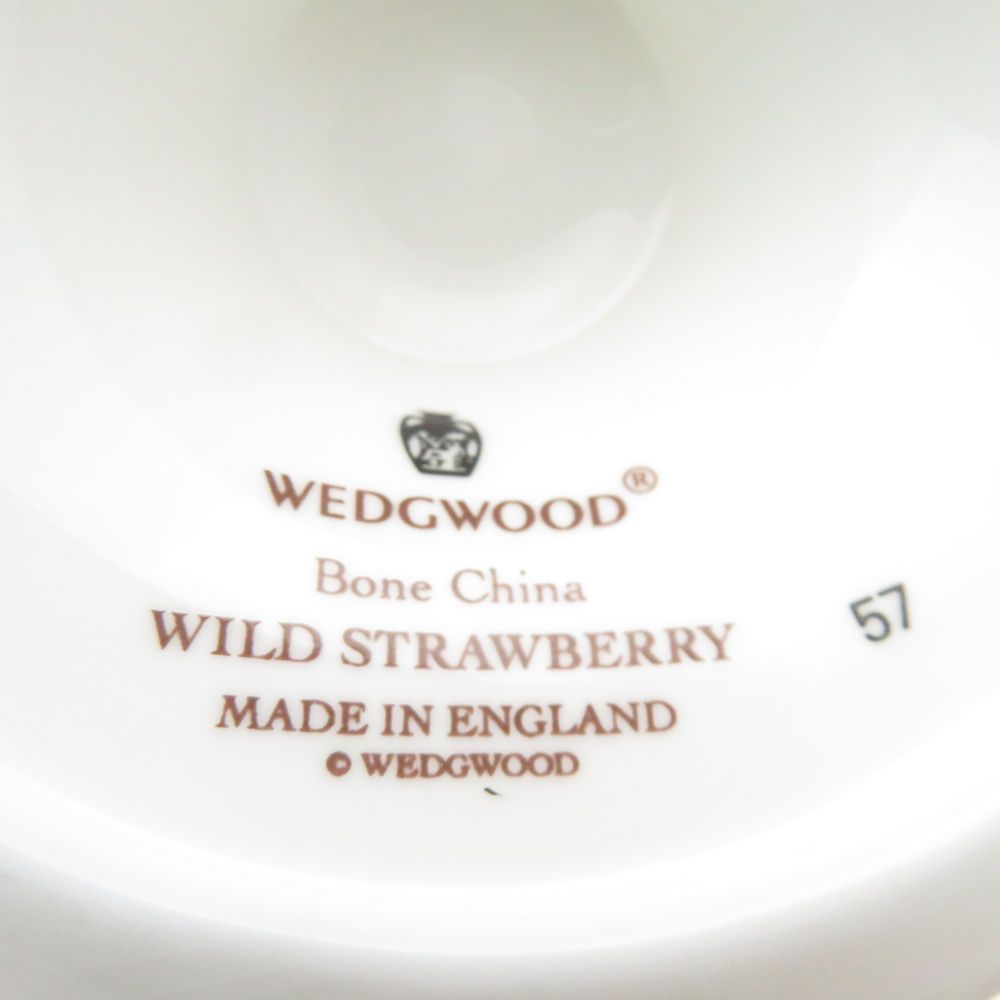 WEDGWOOD®
Bone China
WILD STRAWBERRY
MADE IN ENGLAND
© WEDGWOOD
57